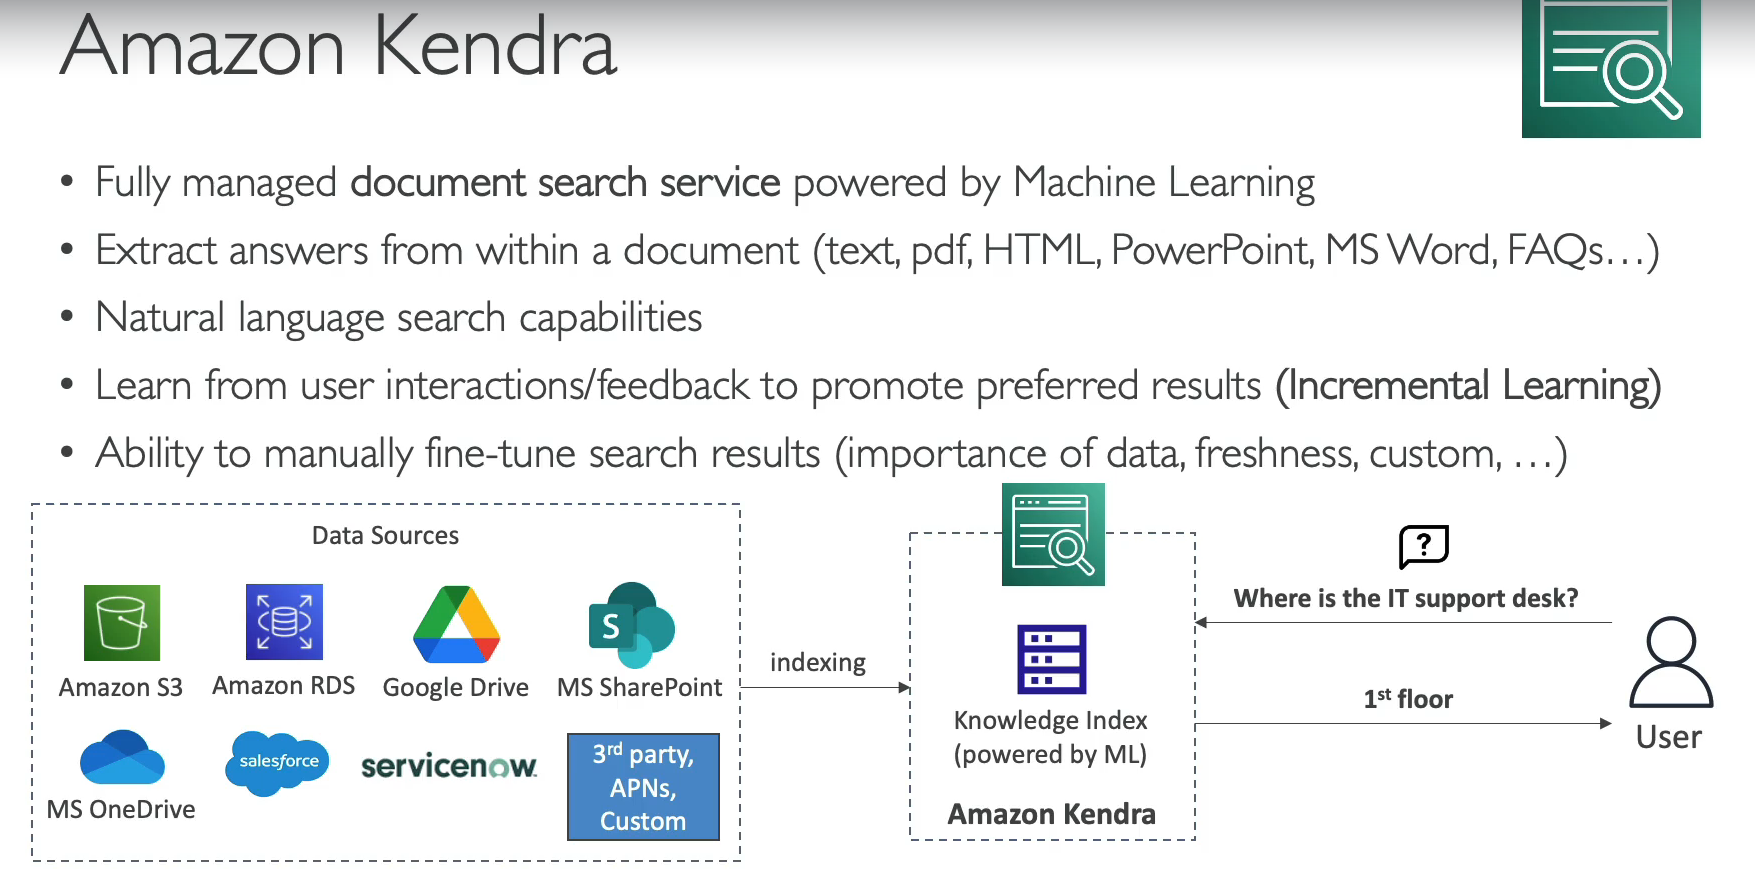 Amazon Kendra
• Fully managed document search service powered by Machine Learning
• Extract answers from within a document (text, pdf, HTML, PowerPoint, MS Word, FAQs…)
• Natural language search capabilities
• Learn from user interactions/feedback to promote preferred results (Incremental Learning)
• Ability to manually fine-tune search results (importance of data, freshness, custom, …)
Data Sources
Amazon S3
Amazon RDS
Google Drive
S
MS SharePoint
MS OneDrive
salesforce
servicenow.
3rd party,
APNs,
Custom
indexing
Knowledge Index
(powered by ML)
Amazon Kendra
?
Where is the IT support desk?
1st floor
User